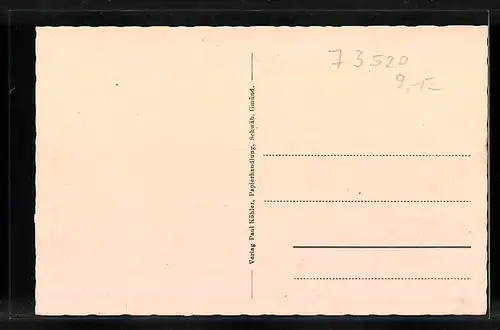 73520
9,-
Verlag Paul Köhler, Papierhandlung, Schwäb. Gmünd.